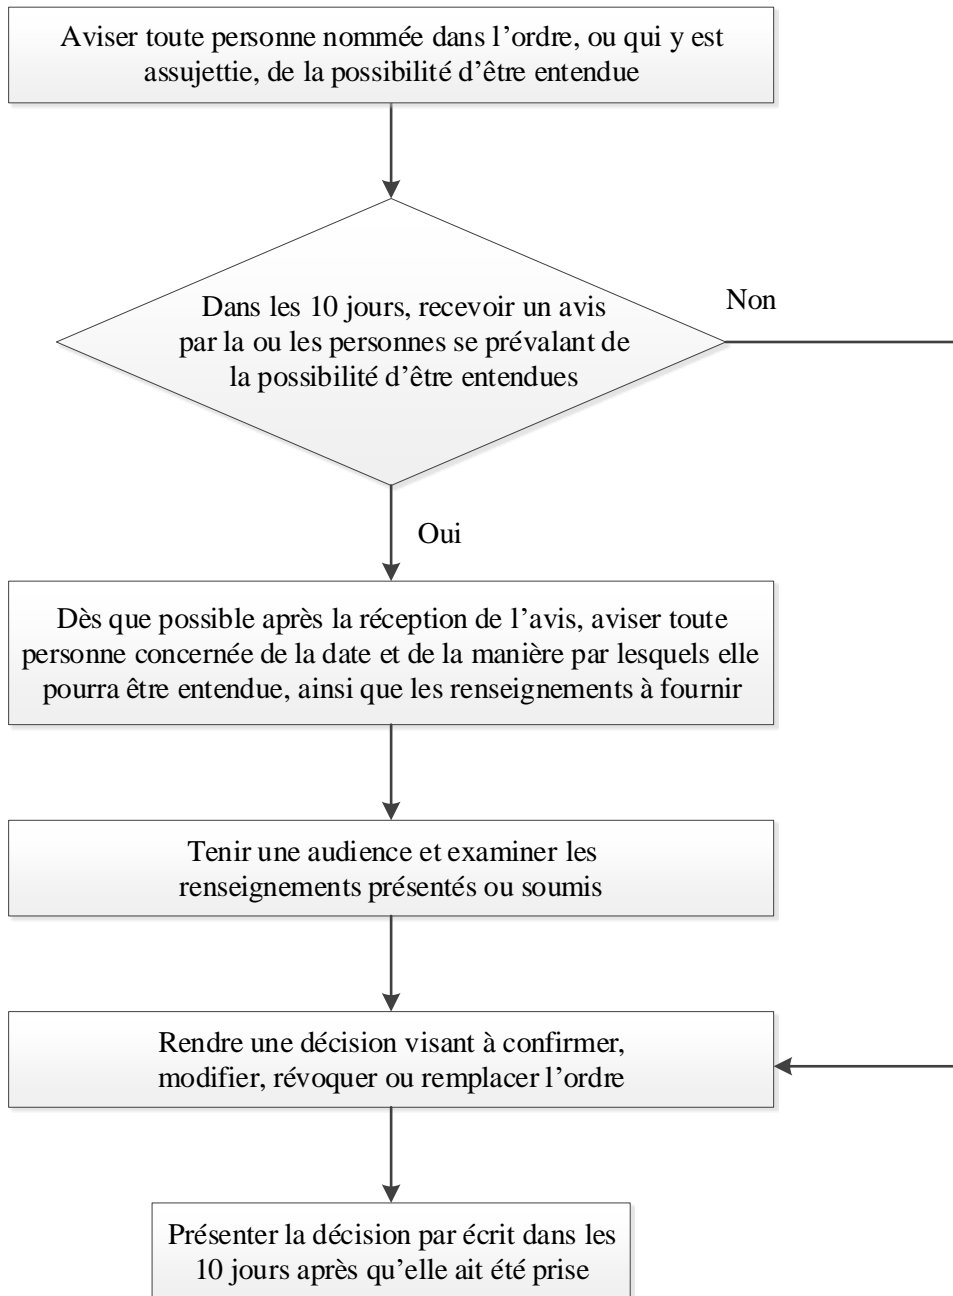 Aviser toute personne nommée dans l’ordre, ou qui y est
assujettie, de la possibilité d’être entendue
Dans les 10 jours, recevoir un avis
par la ou les personnes se prévalant de
la possibilité d’être entendues
Non
Oui
Dès que possible après la réception de l’avis, aviser toute
personne concernée de la date et de la manière par lesquels elle
pourra être entendue, ainsi que les renseignements à fournir
Tenir une audience et examiner les
renseignements présentés ou soumis
Rendre une décision visant à confirmer,
modifier, révoquer ou remplacer l’ordre
Présenter la décision par écrit dans les
10 jours après qu’elle ait été prise